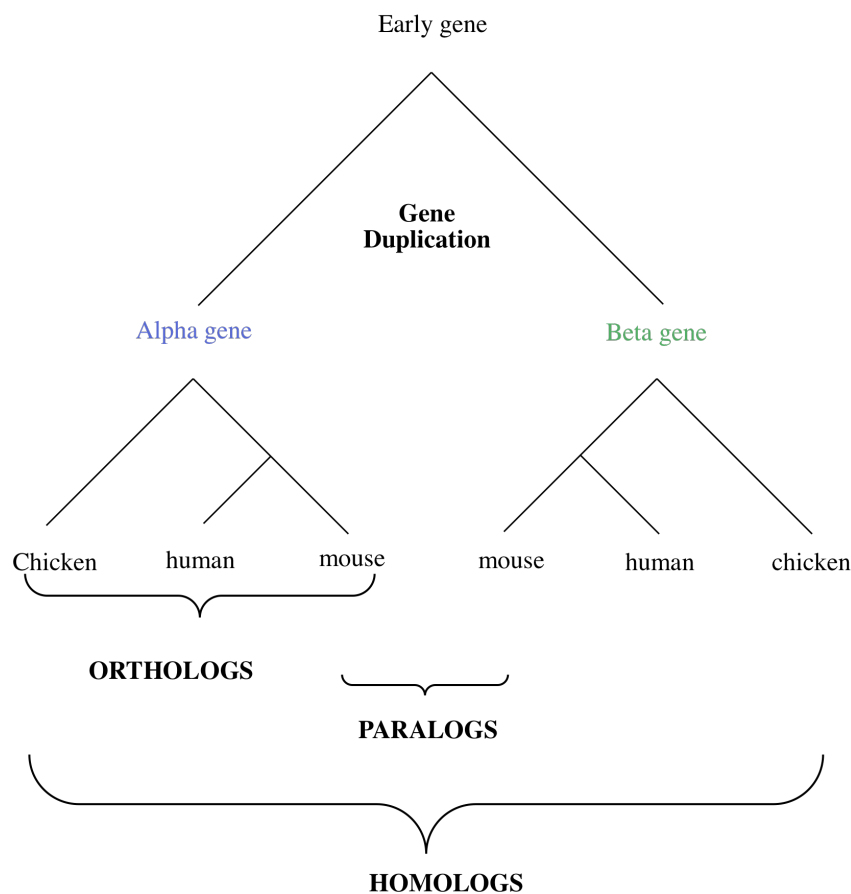 Early gene
Gene
Duplication
Alpha gene
Beta gene
Chicken
human
mouse
mouse
human
chicken
ORTHOLOGS
PARALOGS
HOMOLOGS